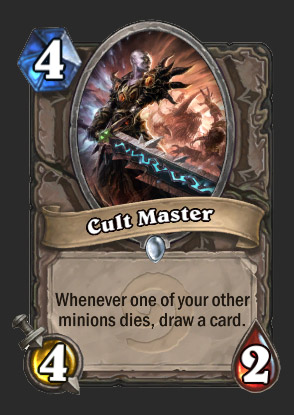 4
Cult Master
Whenever one of your other
minions dies, draw a card.
4
2